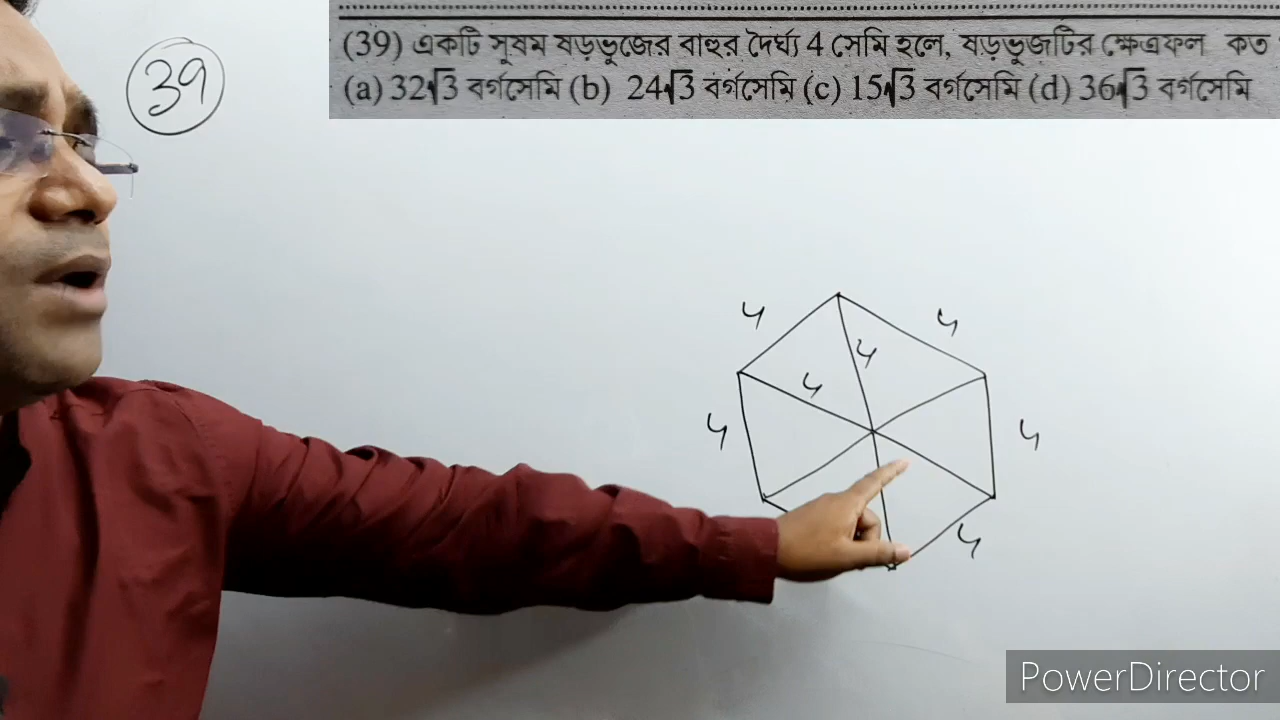 (39) একটি সুষম ষড়ভুজের বাহুর দৈর্ঘ্য 4 সেমি হলে, ষড়ভুজটির ক্ষেত্রফল কত
(a) 32√3 বর্গসেমি (b) 24√3 বর্গসেমি (c) 15√3 বর্গসেমি (d) 36√3 বর্গসেমি
39
4
4
4
4
4
4
4
PowerDirector